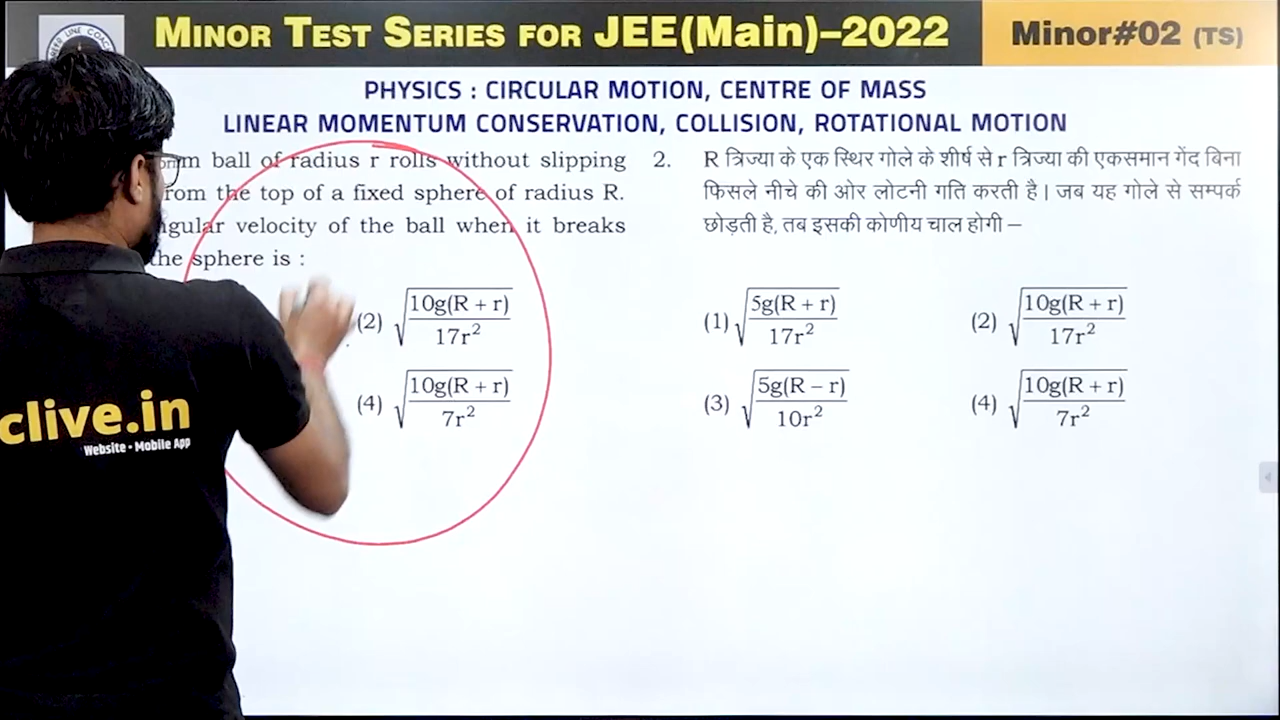 MINOR TEST SERIES FOR JEE(Main)–2022
Minor#02 (TS)
PHYSICS : CIRCULAR MOTION, CENTRE OF MASS
LINEAR MOMENTUM CONSERVATION, COLLISION, ROTATIONAL MOTION
ball of radius r rolls without slipping
from the top of a fixed sphere of radius R.
velocity of the ball when it breaks
the sphere is :
(2) √(10g(R + r)/17r²)
(4) √(10g(R + r)/7r²)
2. R त्रिज्या के एक स्थिर गोले के शीर्ष से r त्रिज्या की एकसमान गेंद बिना
फिसले नीचे की ओर लोटनी गति करती है। जब यह गोले से सम्पर्क
छोड़ती है, तब इसकी कोणीय चाल होगी –
(1) √(5g(R + r)/17r²) (2) √(10g(R + r)/17r²)
(3) √(5g(R – r)/10r²) (4) √(10g(R + r)/7r²)
clive.in
Website • Mobile App